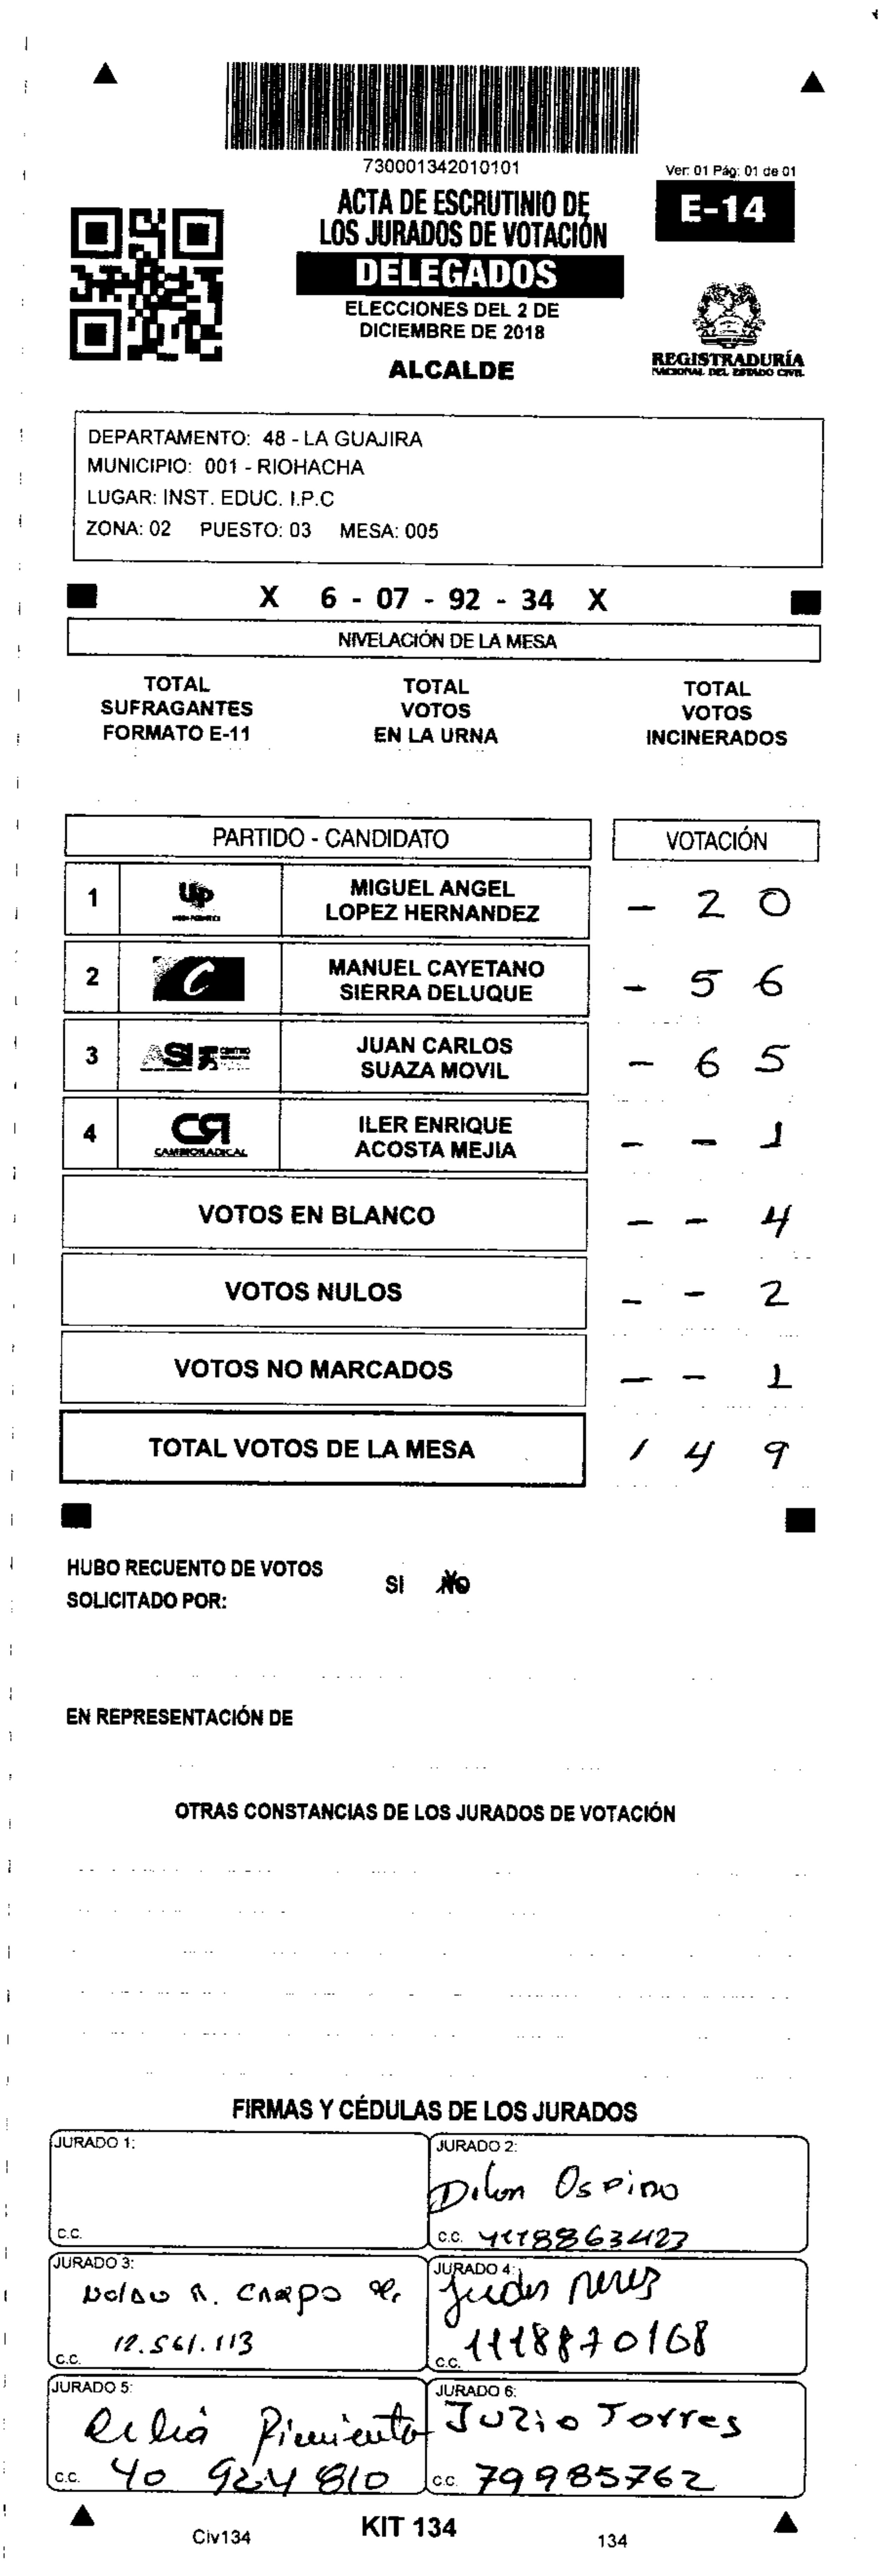 730001342010101
Ver: 01 Pág: 01 de 01
ACTA DE ESCRUTINIO DE
LOS JURADOS DE VOTACIÓN
E-14
DELEGADOS
ELECCIONES DEL 2 DE
DICIEMBRE DE 2018
ALCALDE
REGISTRADURÍA
NACIONAL DEL ESTADO CIVIL
DEPARTAMENTO: 48 - LA GUAJIRA
MUNICIPIO: 001 - RIOHACHA
LUGAR: INST. EDUC. I.P.C
ZONA: 02 PUESTO: 03 MESA: 005
X 6 - 07 - 92 - 34 X
NIVELACIÓN DE LA MESA
TOTAL
SUFRAGANTES
FORMATO E-11
TOTAL
VOTOS
EN LA URNA
TOTAL
VOTOS
INCINERADOS
PARTIDO - CANDIDATO VOTACIÓN
1 up MIGUEL ANGEL
LOPEZ HERNANDEZ - 2 0
2 C MANUEL CAYETANO
SIERRA DELUQUE - 5 6
3 ASI JUAN CARLOS
SUAZA MOVIL - 6 5
4 CR CAMBIO RADICAL ILER ENRIQUE
ACOSTA MEJIA - - 1
VOTOS EN BLANCO - - 4
VOTOS NULOS - - 2
VOTOS NO MARCADOS - - 1
TOTAL VOTOS DE LA MESA 1 4 9
HUBO RECUENTO DE VOTOS SI NO
SOLICITADO POR:
EN REPRESENTACIÓN DE
OTRAS CONSTANCIAS DE LOS JURADOS DE VOTACIÓN
FIRMAS Y CÉDULAS DE LOS JURADOS
JURADO 1:
C.C.
JURADO 2:
Dilon Ospino
C.C. 1118863423
JURADO 3:
R. Crespo
C.C. 12.561.113
JURADO 4:
C.C. 1118870168
JURADO 5:
Pimienta
C.C. 40 924 810
JURADO 6:
Julio Torres
C.C. 79985762
Civ134
KIT 134
134